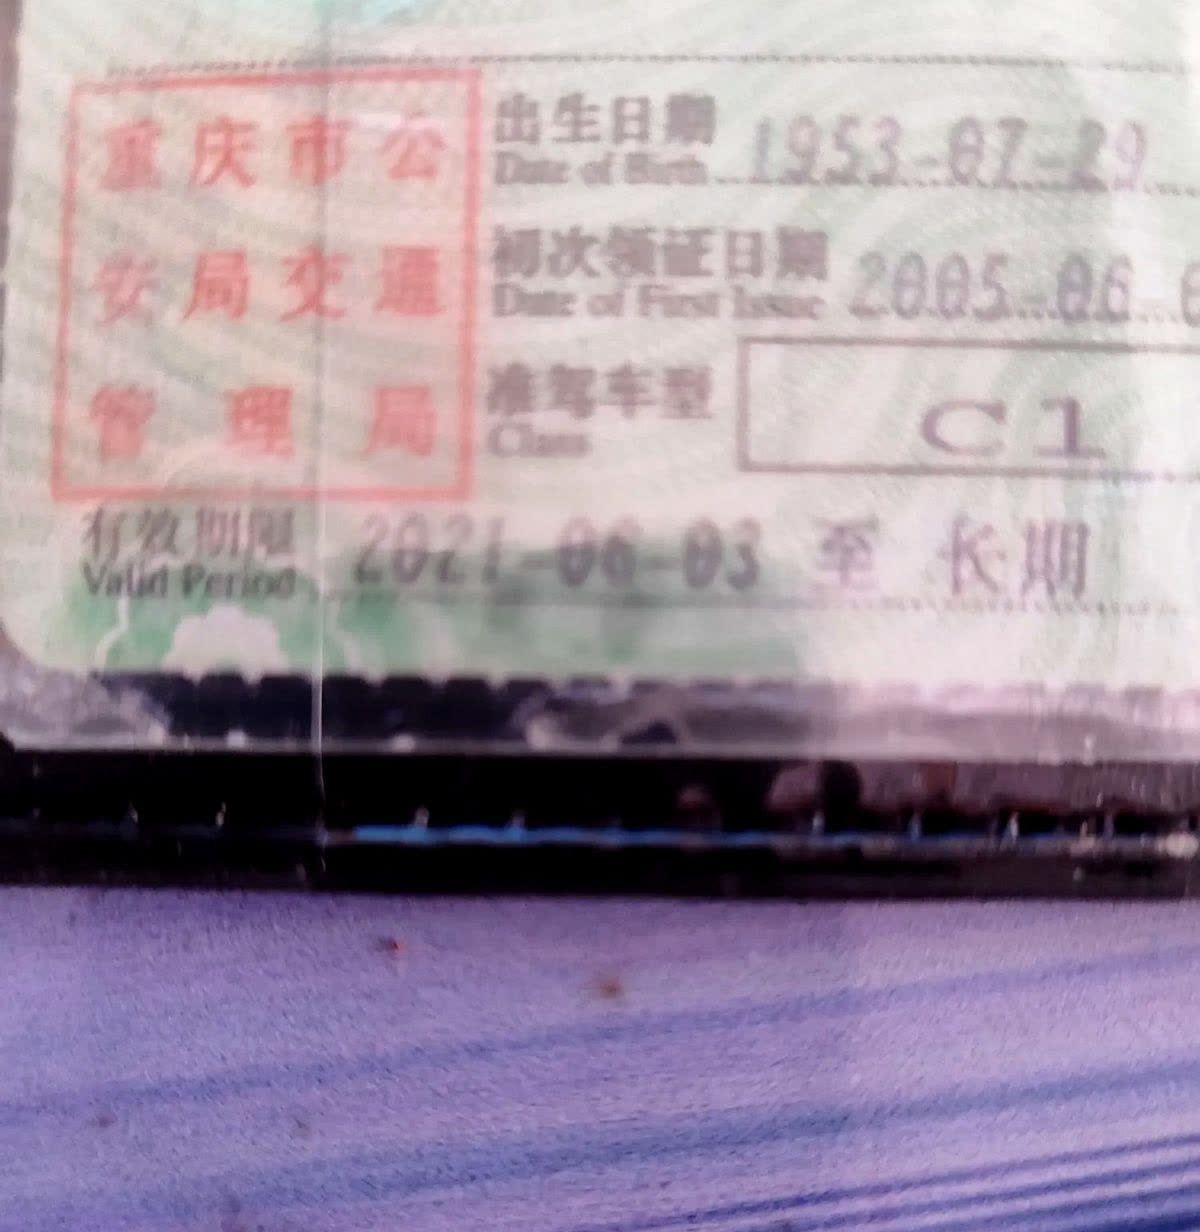 重庆市公
安局交通
管理局
出生日期 1953-07-29
Date of Birth
初次领证日期 2005-06
Date of First Issue
准驾车型 C1
Class
有效期限 2021-06-03 至 长期
Valid Period